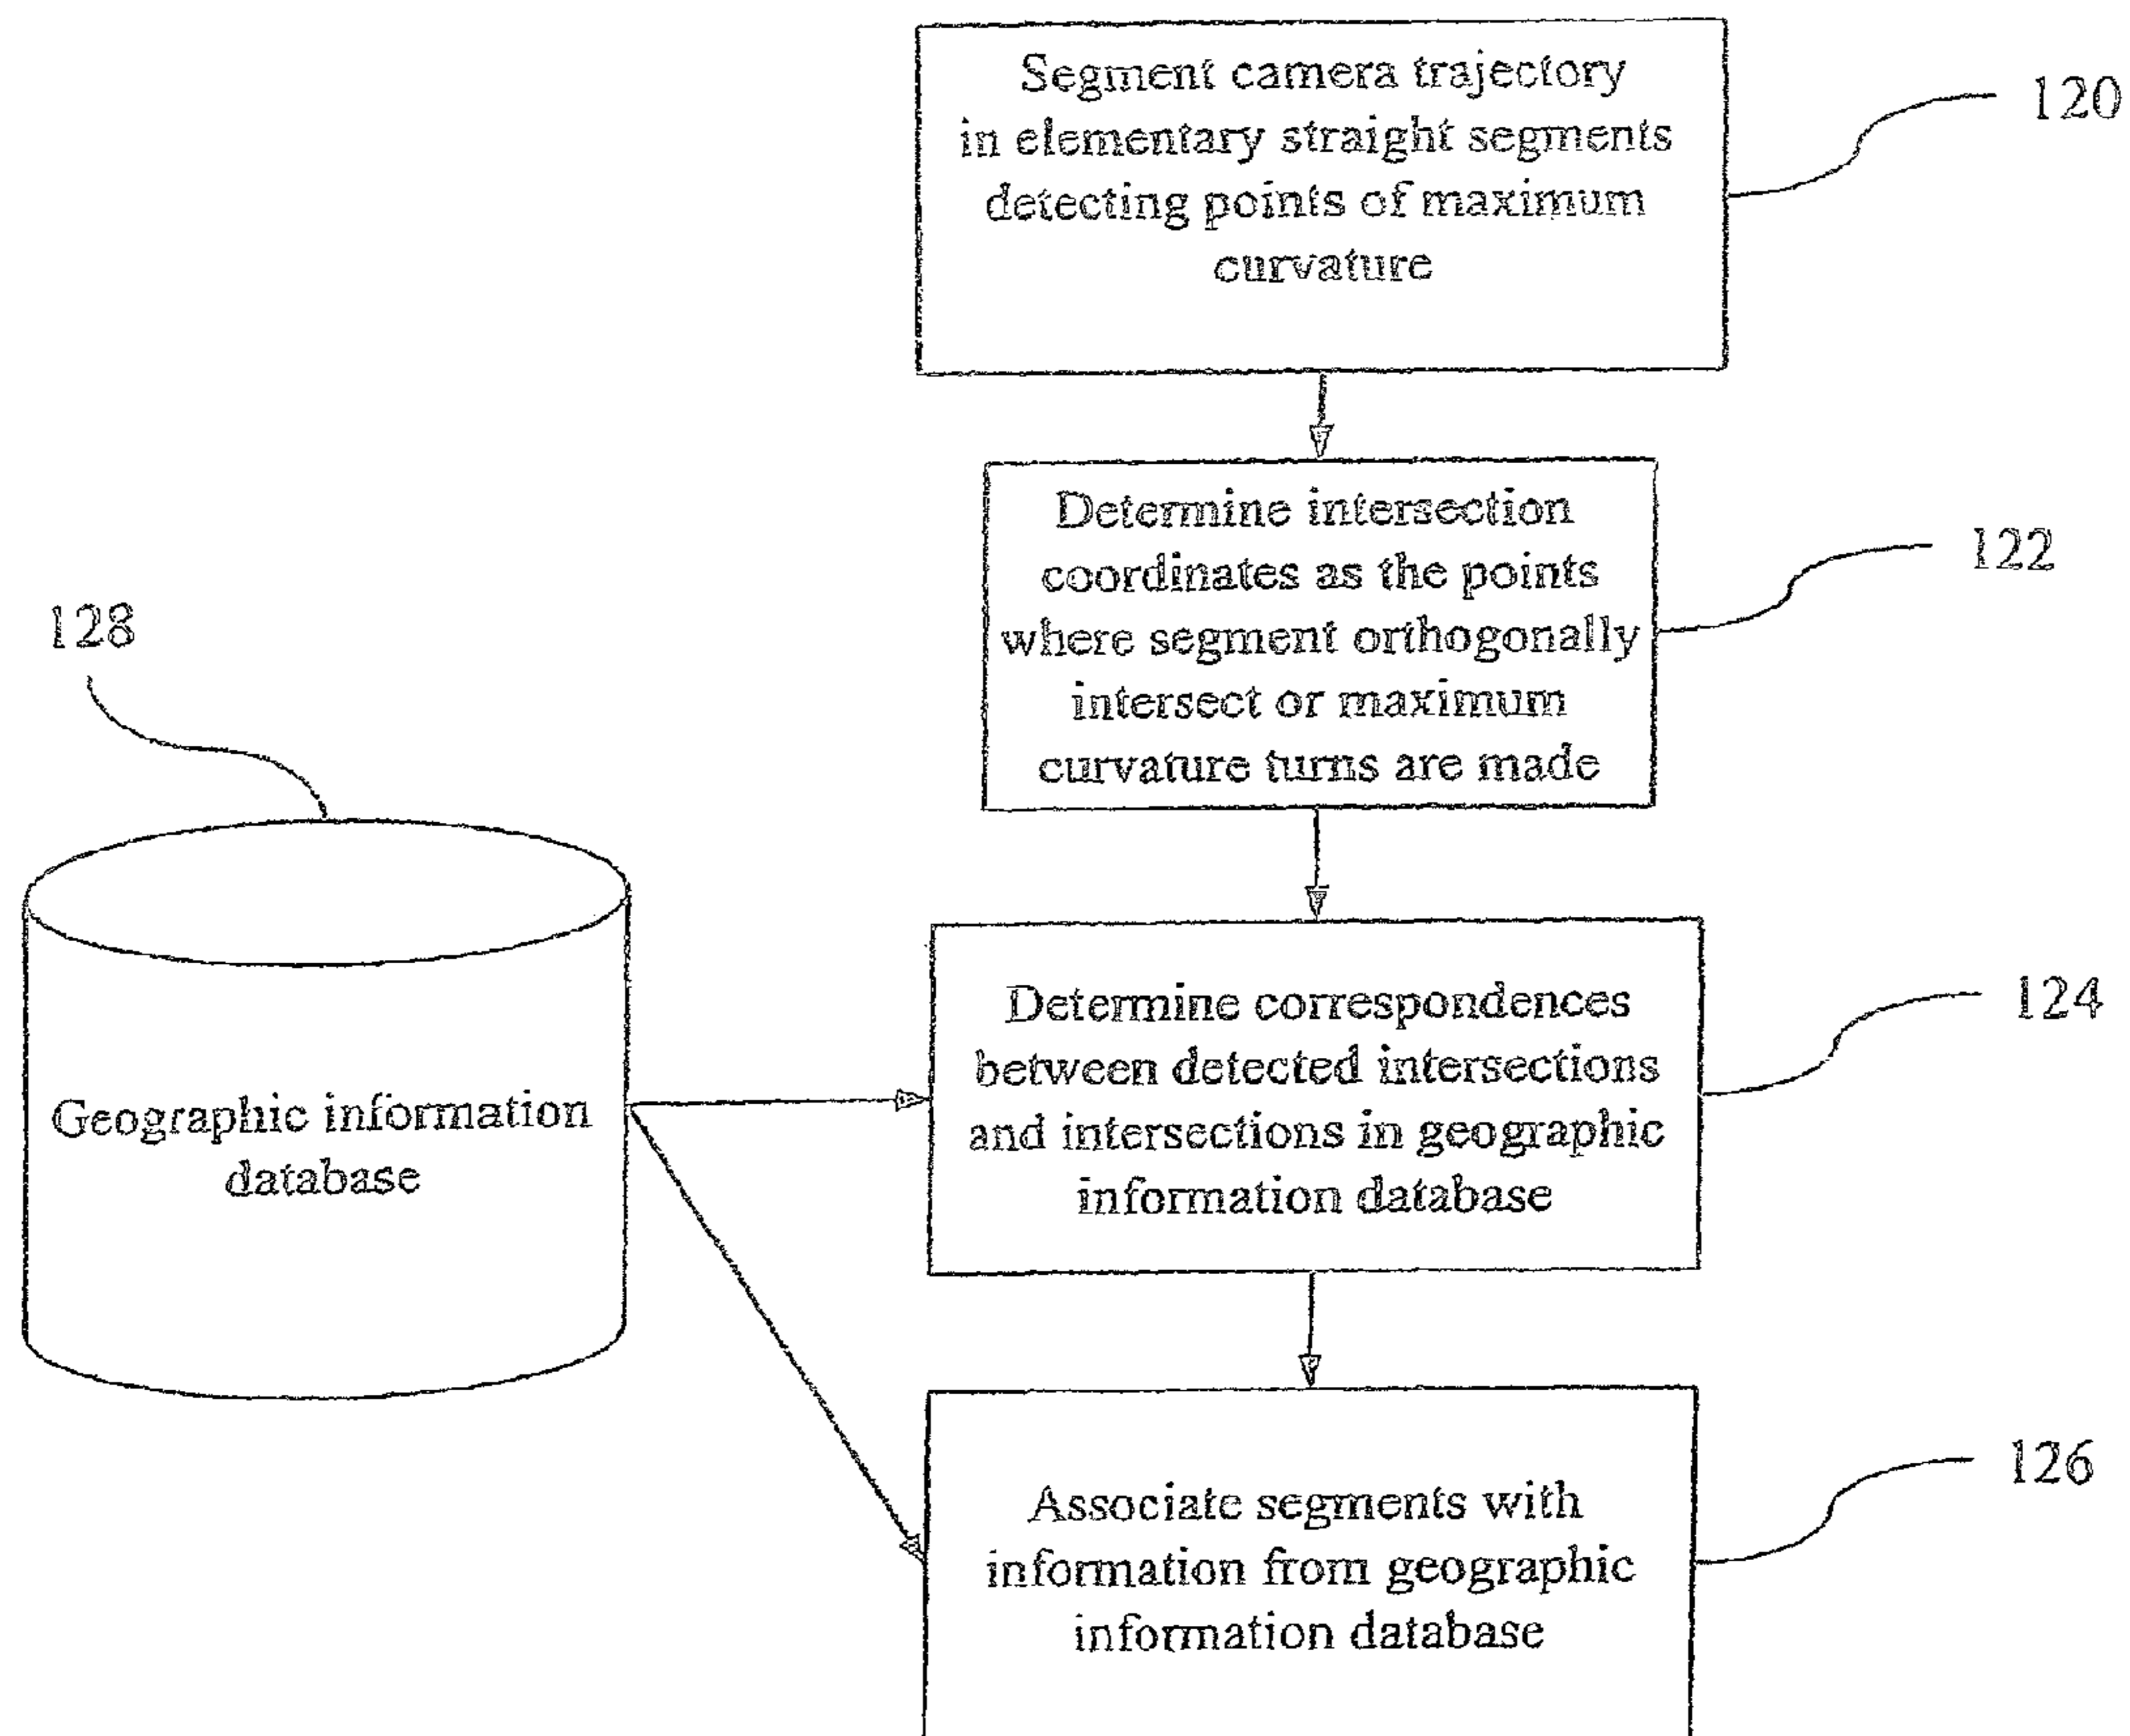 Segment camera trajectory
in elementary straight segments
detecting points of maximum
curvature
120
Determine intersection
coordinates as the points
where segment orthogonally
intersect or maximum
curvature turns are made
122
128
Geographic information
database
Determine correspondences
between detected intersections
and intersections in geographic
information database
124
Associate segments with
information from geographic
information database
126